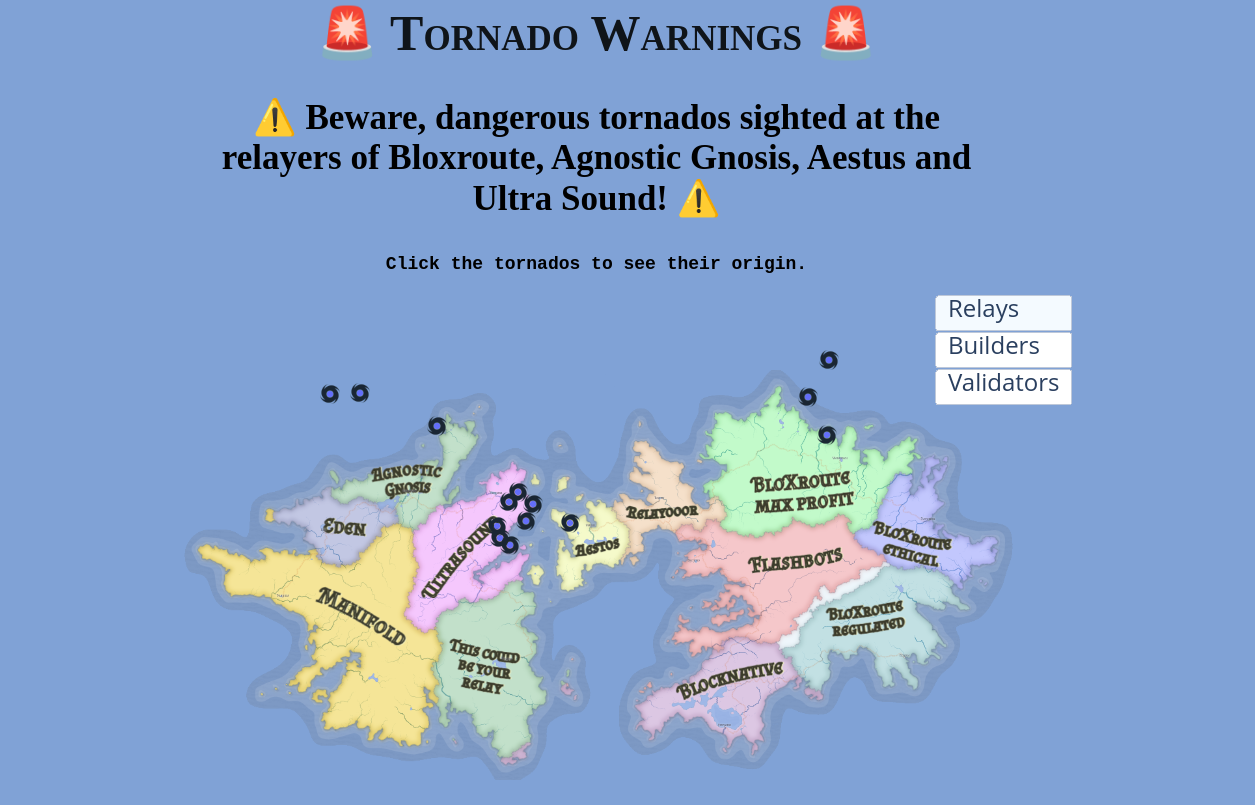 🚨 Tornado Warnings 🚨
⚠️ Beware, dangerous tornados sighted at the
relayers of Bloxroute, Agnostic Gnosis, Aestus and
Ultra Sound! ⚠️
Click the tornados to see their origin.
Relays
Builders
Validators
Agnostic
Gnosis
Eden
Ultrasound
Manifold
This could
be your
relay
Aestos
Relayooor
BloXroute
max profit
Flashbots
BloXroute
ethical
BloXroute
regulated
Blocknative